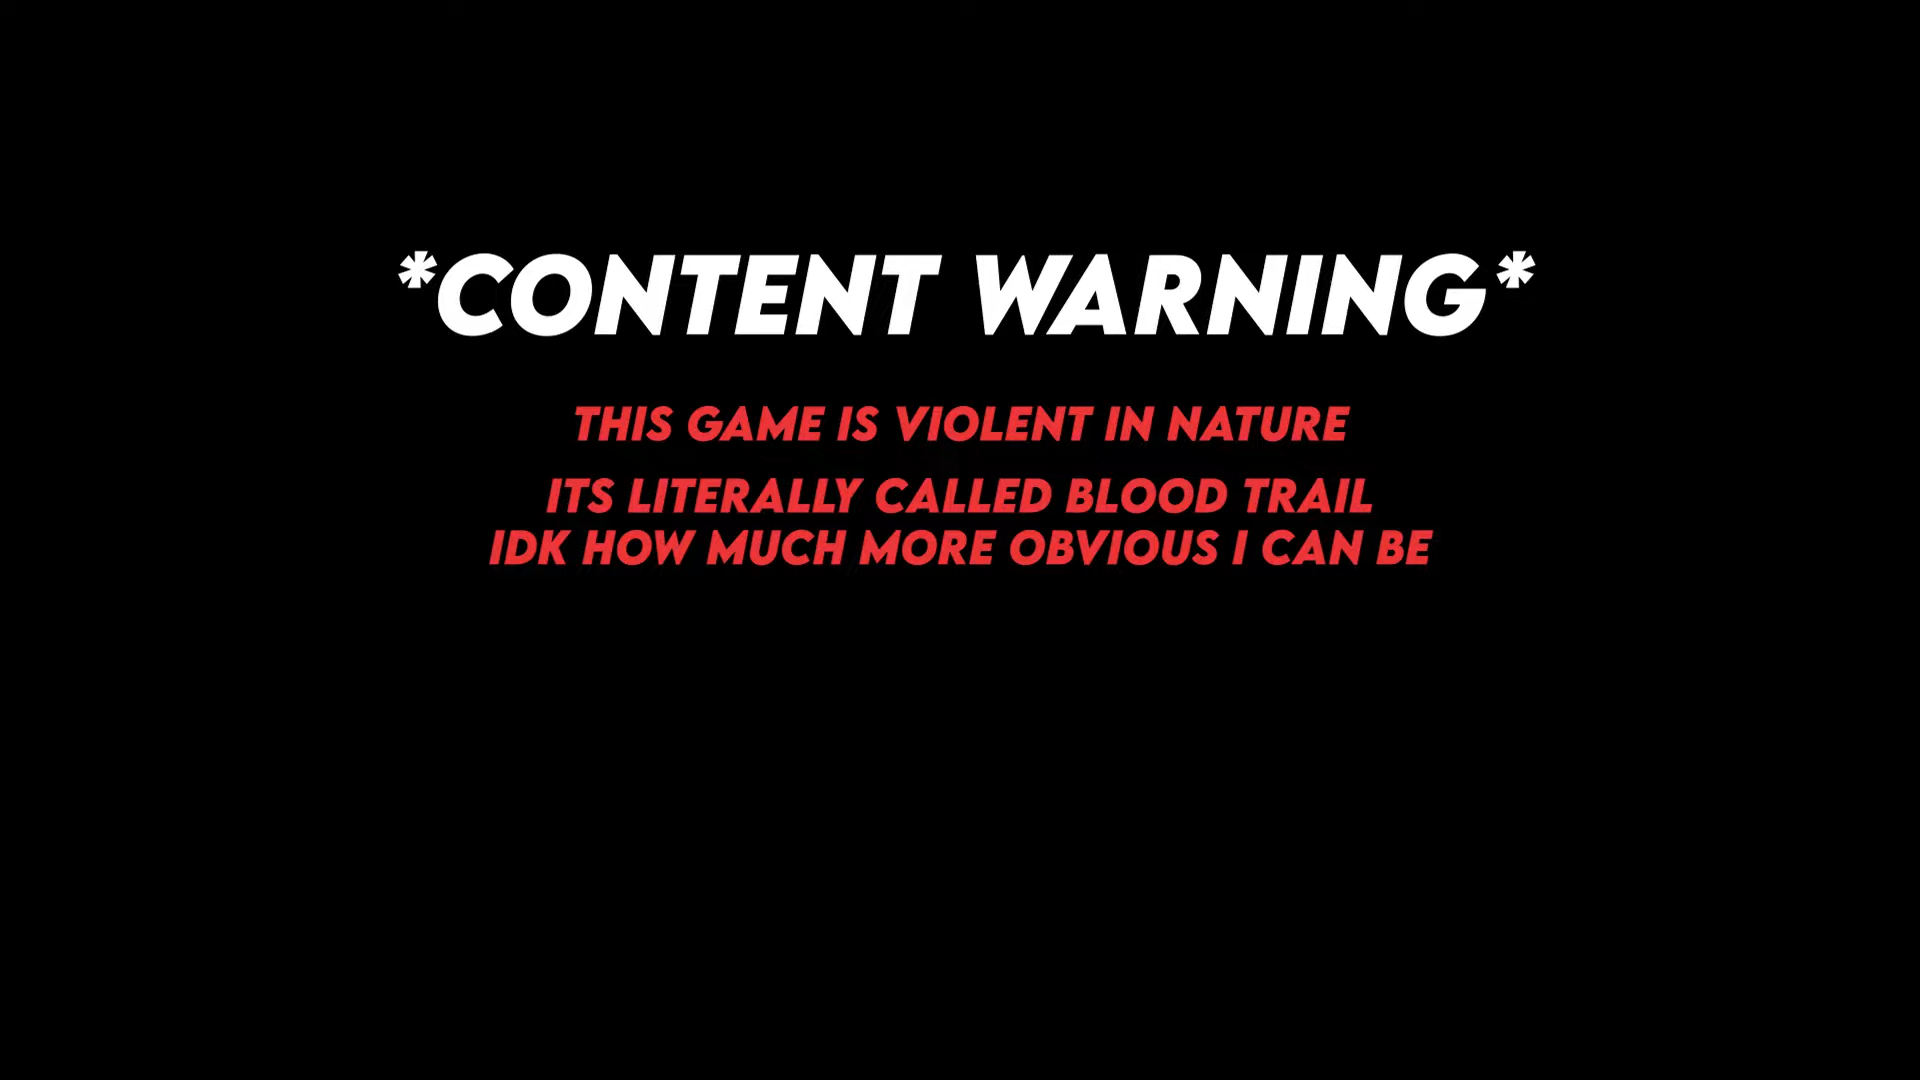 *CONTENT WARNING*
THIS GAME IS VIOLENT IN NATURE
ITS LITERALLY CALLED BLOOD TRAIL
IDK HOW MUCH MORE OBVIOUS I CAN BE